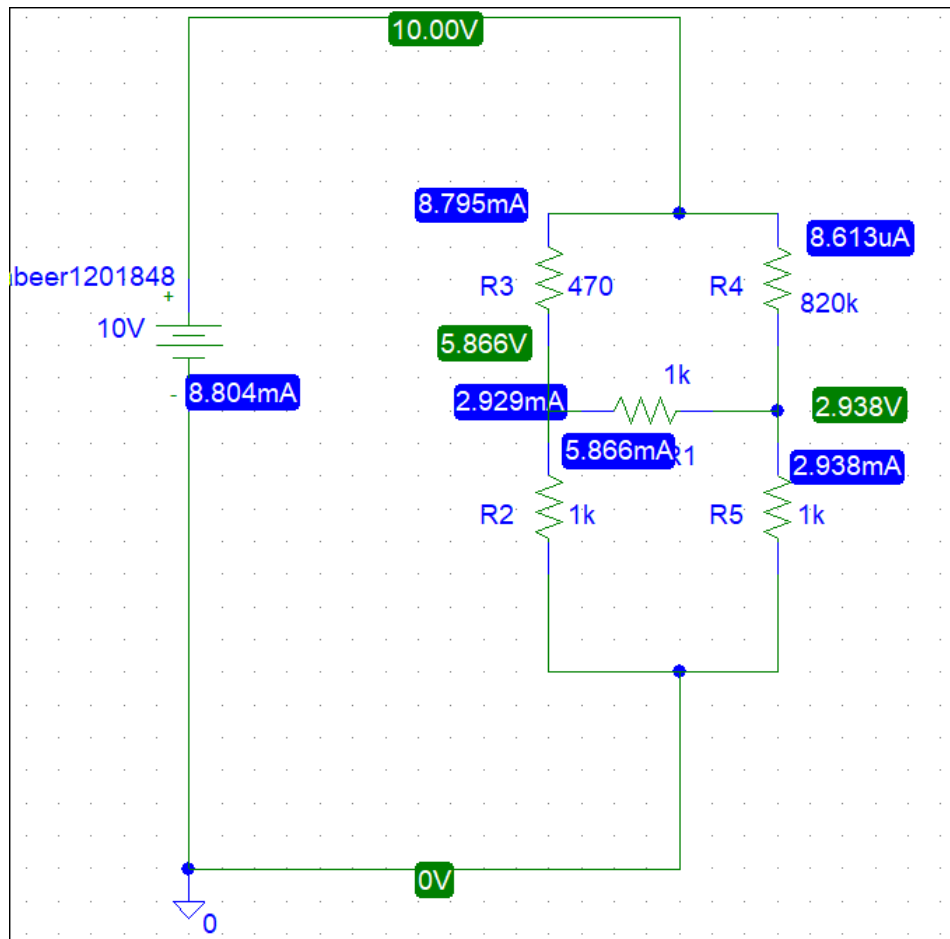 10.00V
8.795mA
8.613uA
beer1201848
+
R3 470 R4
820k
10V
5.866V
1k
- 8.804mA
2.929mA
2.938V
5.866mA R1
2.938mA
R2 1k R5 1k
0V
0